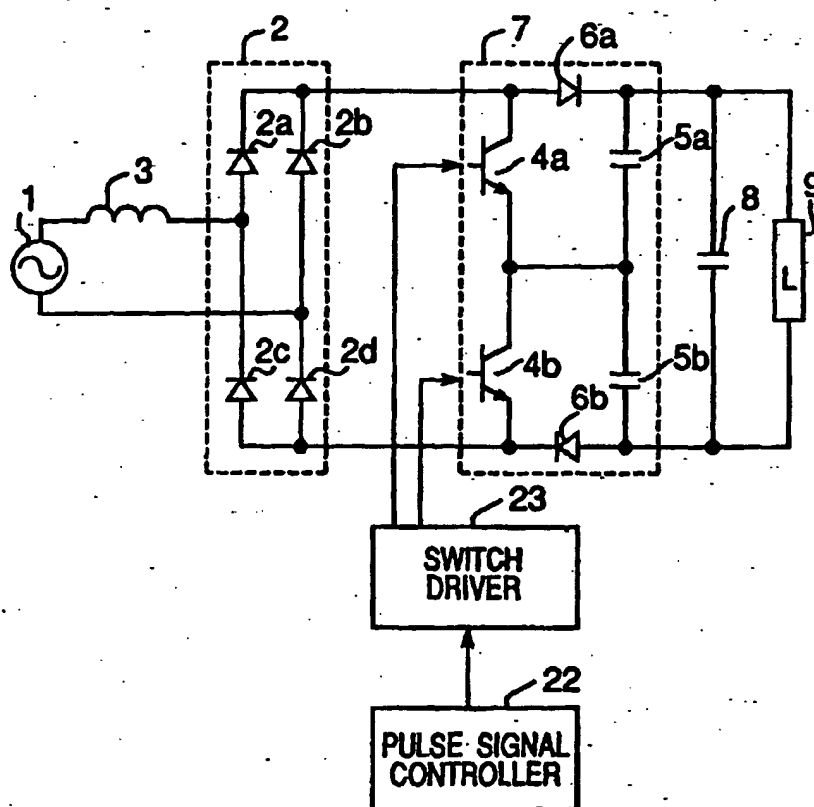 2
7
6a
2a
2b
4a
5a
3
1
8
9
L
2c
2d
4b
5b
6b
23
SWITCH
DRIVER
22
PULSE SIGNAL
CONTROLLER